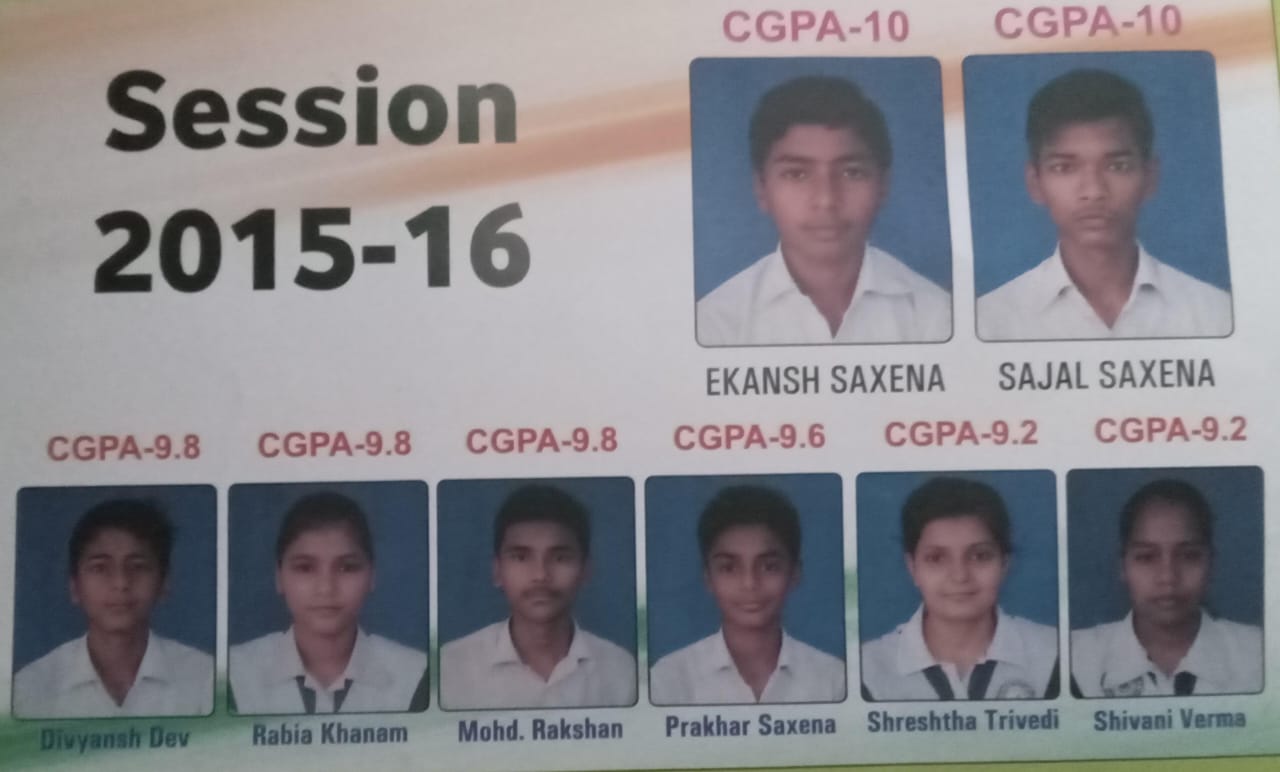 Session
2015-16
CGPA-10 CGPA-10
EKANSH SAXENA SAJAL SAXENA
CGPA-9.8 CGPA-9.8 CGPA-9.8 CGPA-9.6 CGPA-9.2 CGPA-9.2
Divyansh Dev Rabia Khanam Mohd. Rakshan Prakhar Saxena Shreshtha Trivedi Shivani Verma